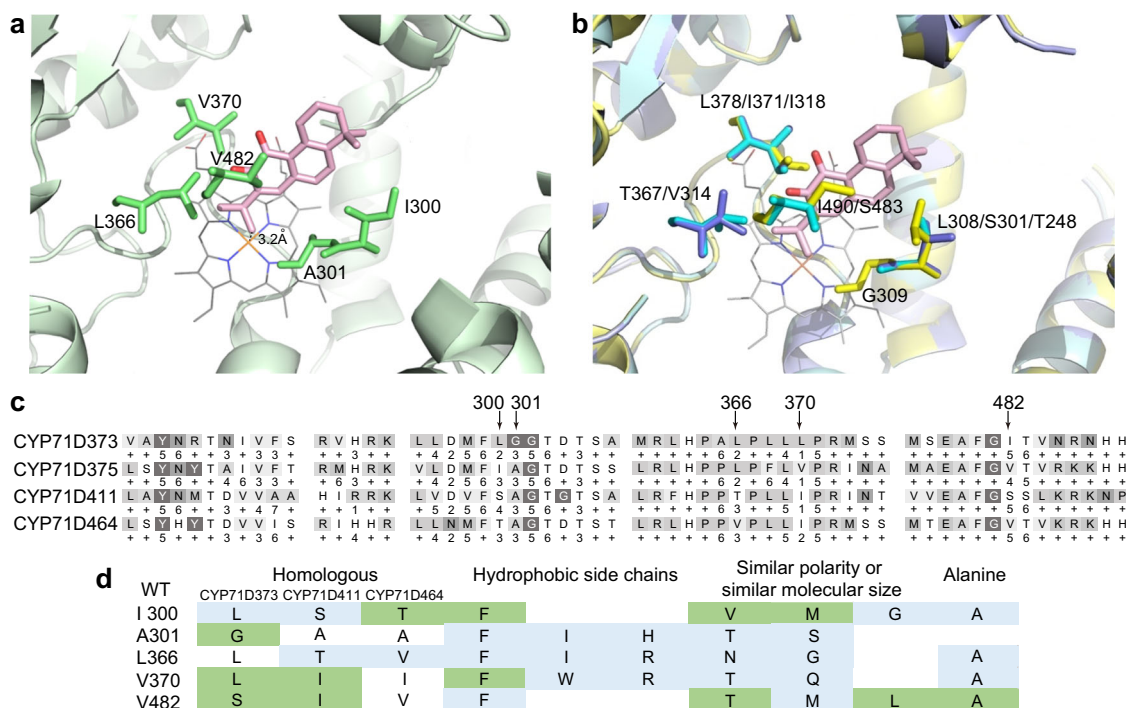 a
V370
V482
L366
I300
3.2Å
A301
b
L378/I371/I318
T367/V314
I490/S483
L308/S301/T248
G309
c
300 301 366 370 482
CYP71D373 V A Y N R T N I V F S R V H R K L L D M F L G G T D T S A M R L H P A L P L L L P R M S S M S E A F G I T V N R N H H
CYP71D375 L S Y N Y T A I V F T R M H R K V L D M F I A G T D T S A L R L H P P L P F L V P R I N A M A E A F G V T V R K K H H
CYP71D411 L A Y N M T D V V A A H I R R K L V D V F S A G T G T S A L R F H P P T P L L I P R I N T V V E A F G S S L K R K N P
CYP71D464 L S Y H Y T D V V I S R I H H R L L N M F T A G T D T S T L R L H P P V P L L I P R M S S M T E A F G V T V K R K H H
d
WT Homologous Hydrophobic side chains Similar polarity or similar molecular size Alanine
CYP71D373 CYP71D411 CYP71D464
I 300 L S T F V M G A
A301 G A A F I H T S
L366 L T V F I R N G A
V370 L I I F W R T Q A
V482 S I V F T M L A